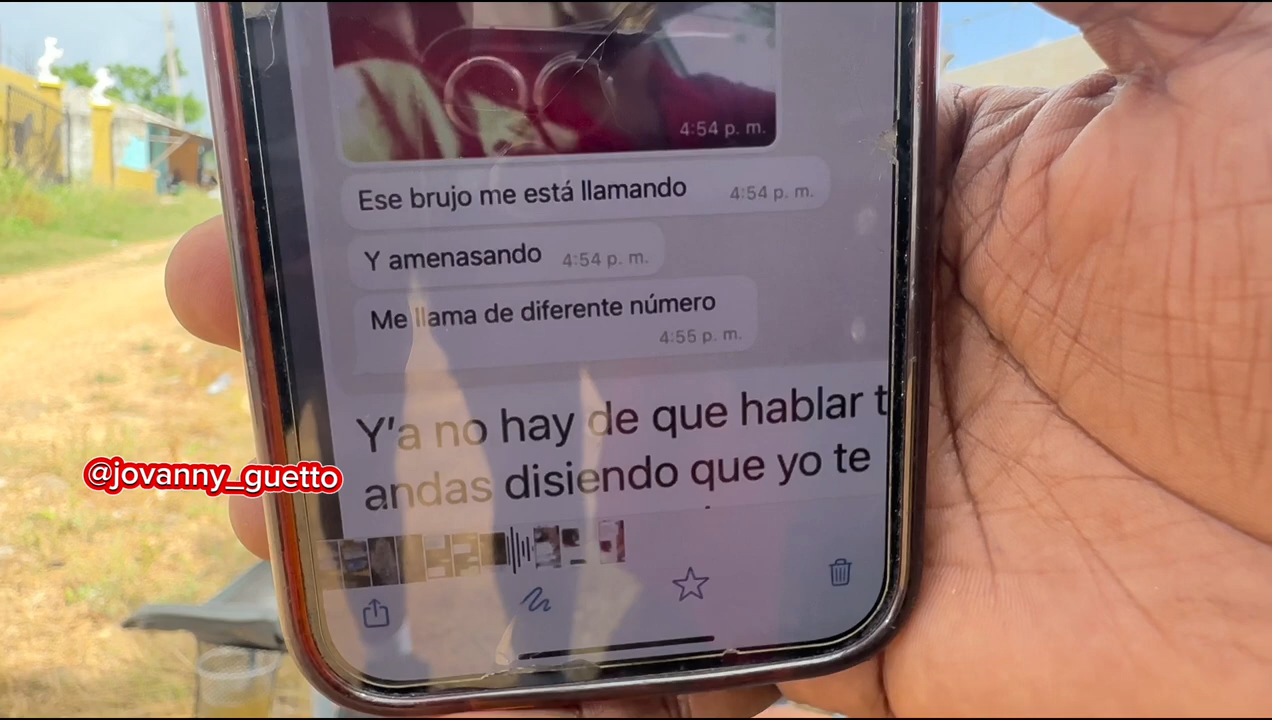 4:54 p. m.
Ese brujo me está llamando 4:54 p. m.
Y amenasando 4:54 p. m.
Me llama de diferente número
4:55 p. m.
Y'a no hay de que hablar t
andas disiendo que yo te
@jovanny_guetto